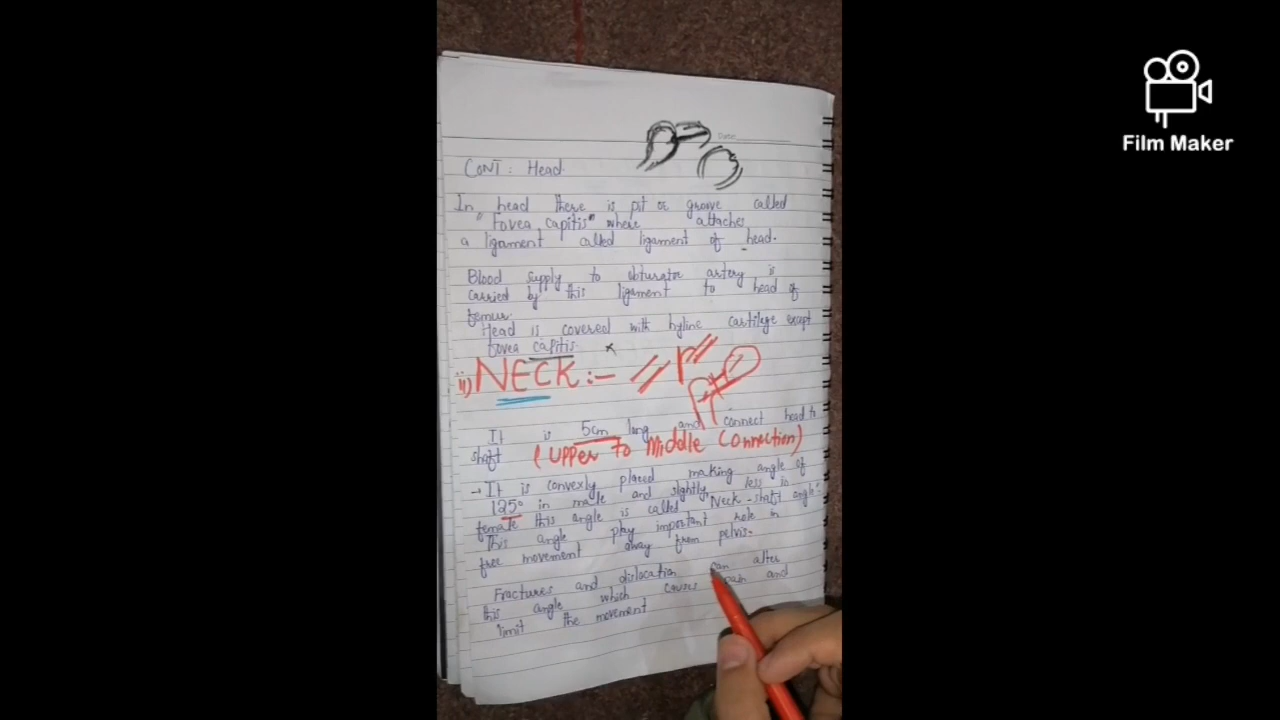 Film Maker
Date:
CONT : Head
In head there is pit or groove called
"Fovea capitis" where attaches
a ligament called ligament of head.
Blood supply to obturator artery is
carried by this ligament to head of
femur.
Head is covered with hyline cartilage except
fovea capitis.
ii) NECK :-
It is 5cm long and connect head to
shaft (UPPER To Middle Connection)
→ It is convexly placed making angle of
125° in male and slightly less in
female this angle is called "Neck-shaft angle".
This angle play important role in
free movement away from pelvis.
Fractures and dislocation can alter
this angle which causes pain and
limit the movement